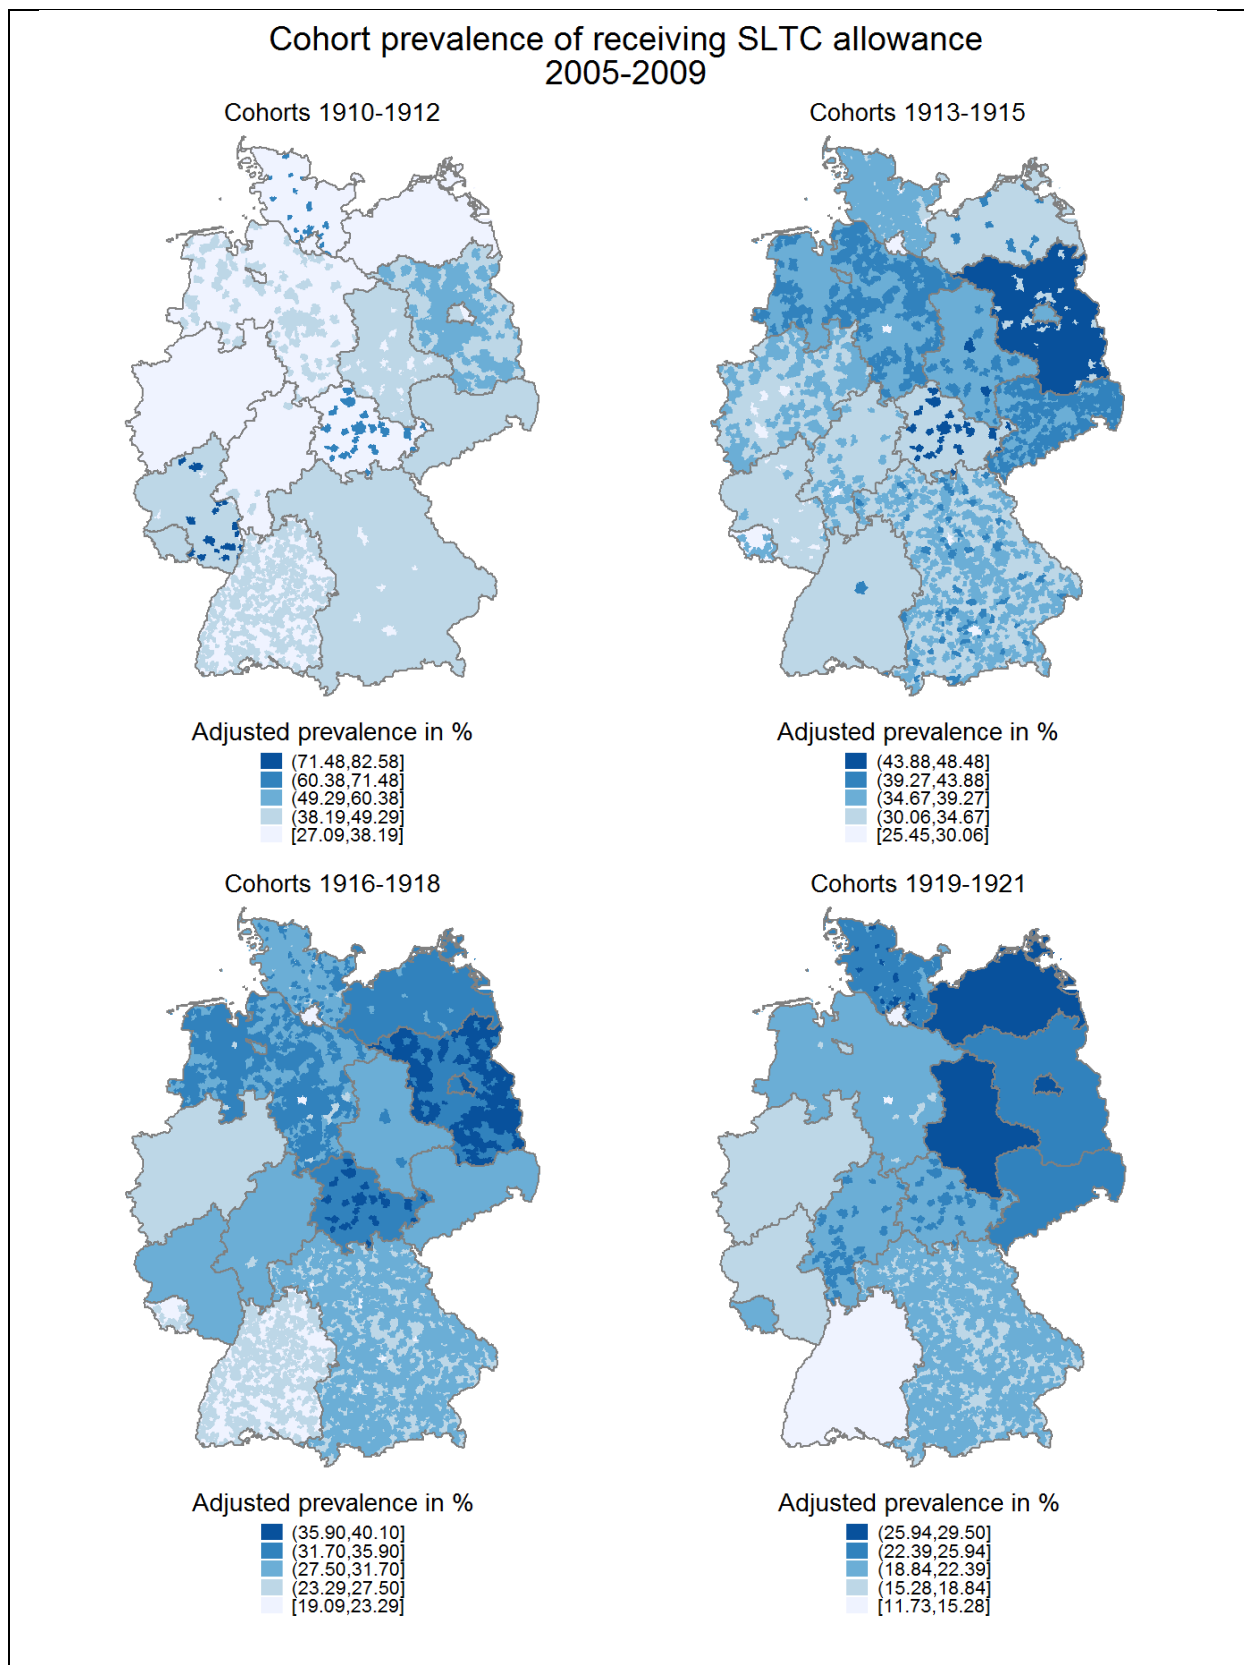 Cohort prevalence of receiving SLTC allowance
2005-2009
Cohorts 1910-1912
Adjusted prevalence in %
(71.48,82.58]
(60.38,71.48]
(49.29,60.38]
(38.19,49.29]
[27.09,38.19]
Cohorts 1913-1915
Adjusted prevalence in %
(43.88,48.48]
(39.27,43.88]
(34.67,39.27]
(30.06,34.67]
[25.45,30.06]
Cohorts 1916-1918
Adjusted prevalence in %
(35.90,40.10]
(31.70,35.90]
(27.50,31.70]
(23.29,27.50]
[19.09,23.29]
Cohorts 1919-1921
Adjusted prevalence in %
(25.94,29.50]
(22.39,25.94]
(18.84,22.39]
(15.28,18.84]
[11.73,15.28]